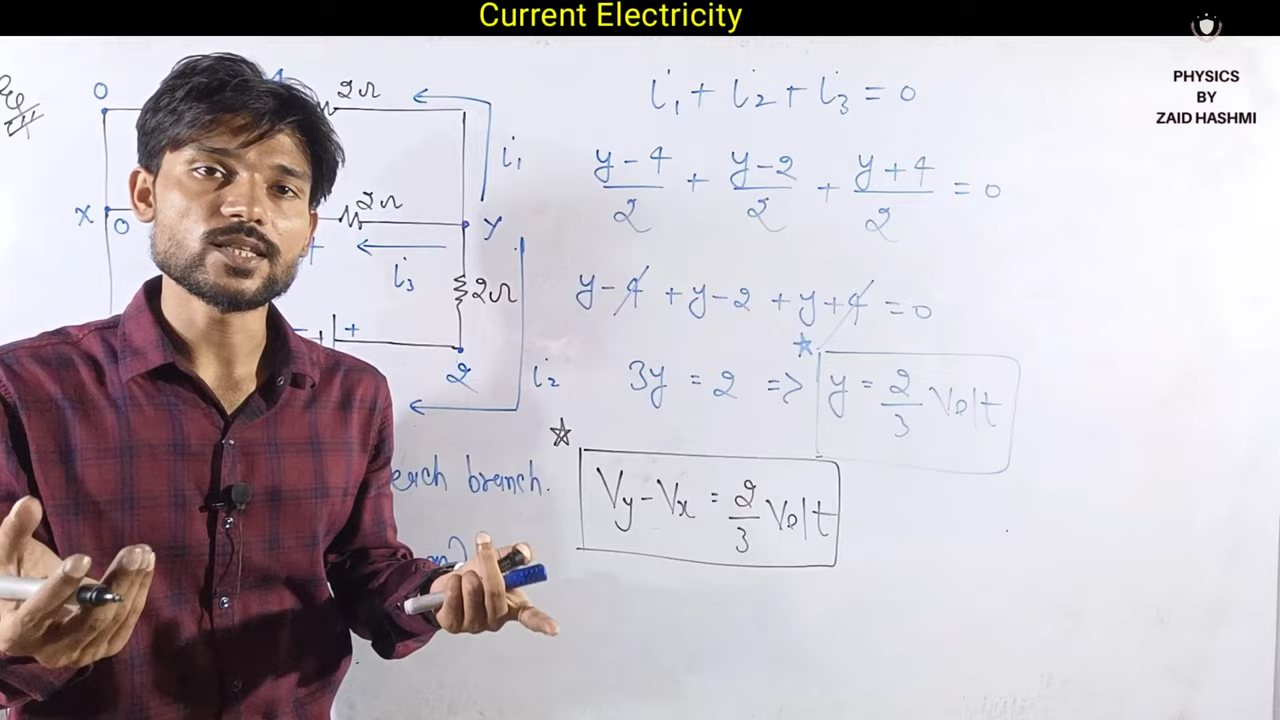 Current Electricity
PHYSICS
BY
ZAID HASHMI
0
2Ω
i₁
i₁ + i₂ + i₃ = 0
(y-4)/2 + (y-2)/2 + (y+4)/2 = 0
X
0
2Ω
y
+
i₃
2Ω
y-4 + y-2 + y+4 = 0
- +
2
i₂
3y = 2 => y = 2/3 Volt
each branch.
Vy - Vx = 2/3 Volt